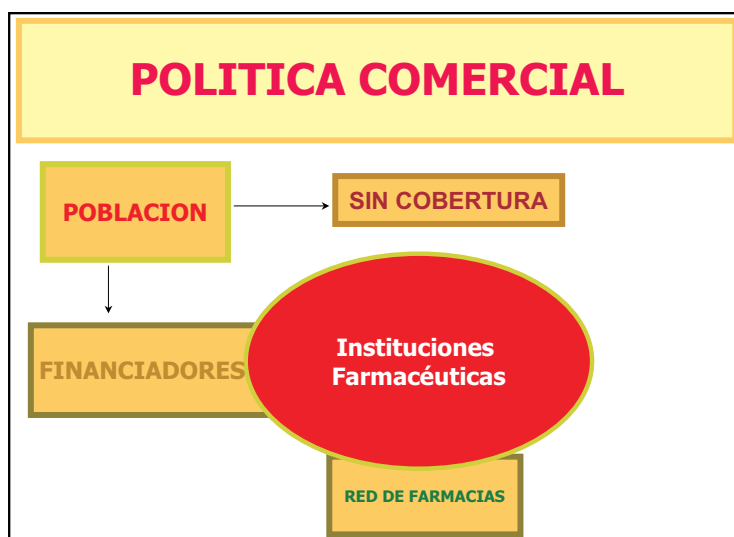 POLITICA COMERCIAL
POBLACION
SIN COBERTURA
FINANCIADORES
Instituciones
Farmacéuticas
RED DE FARMACIAS